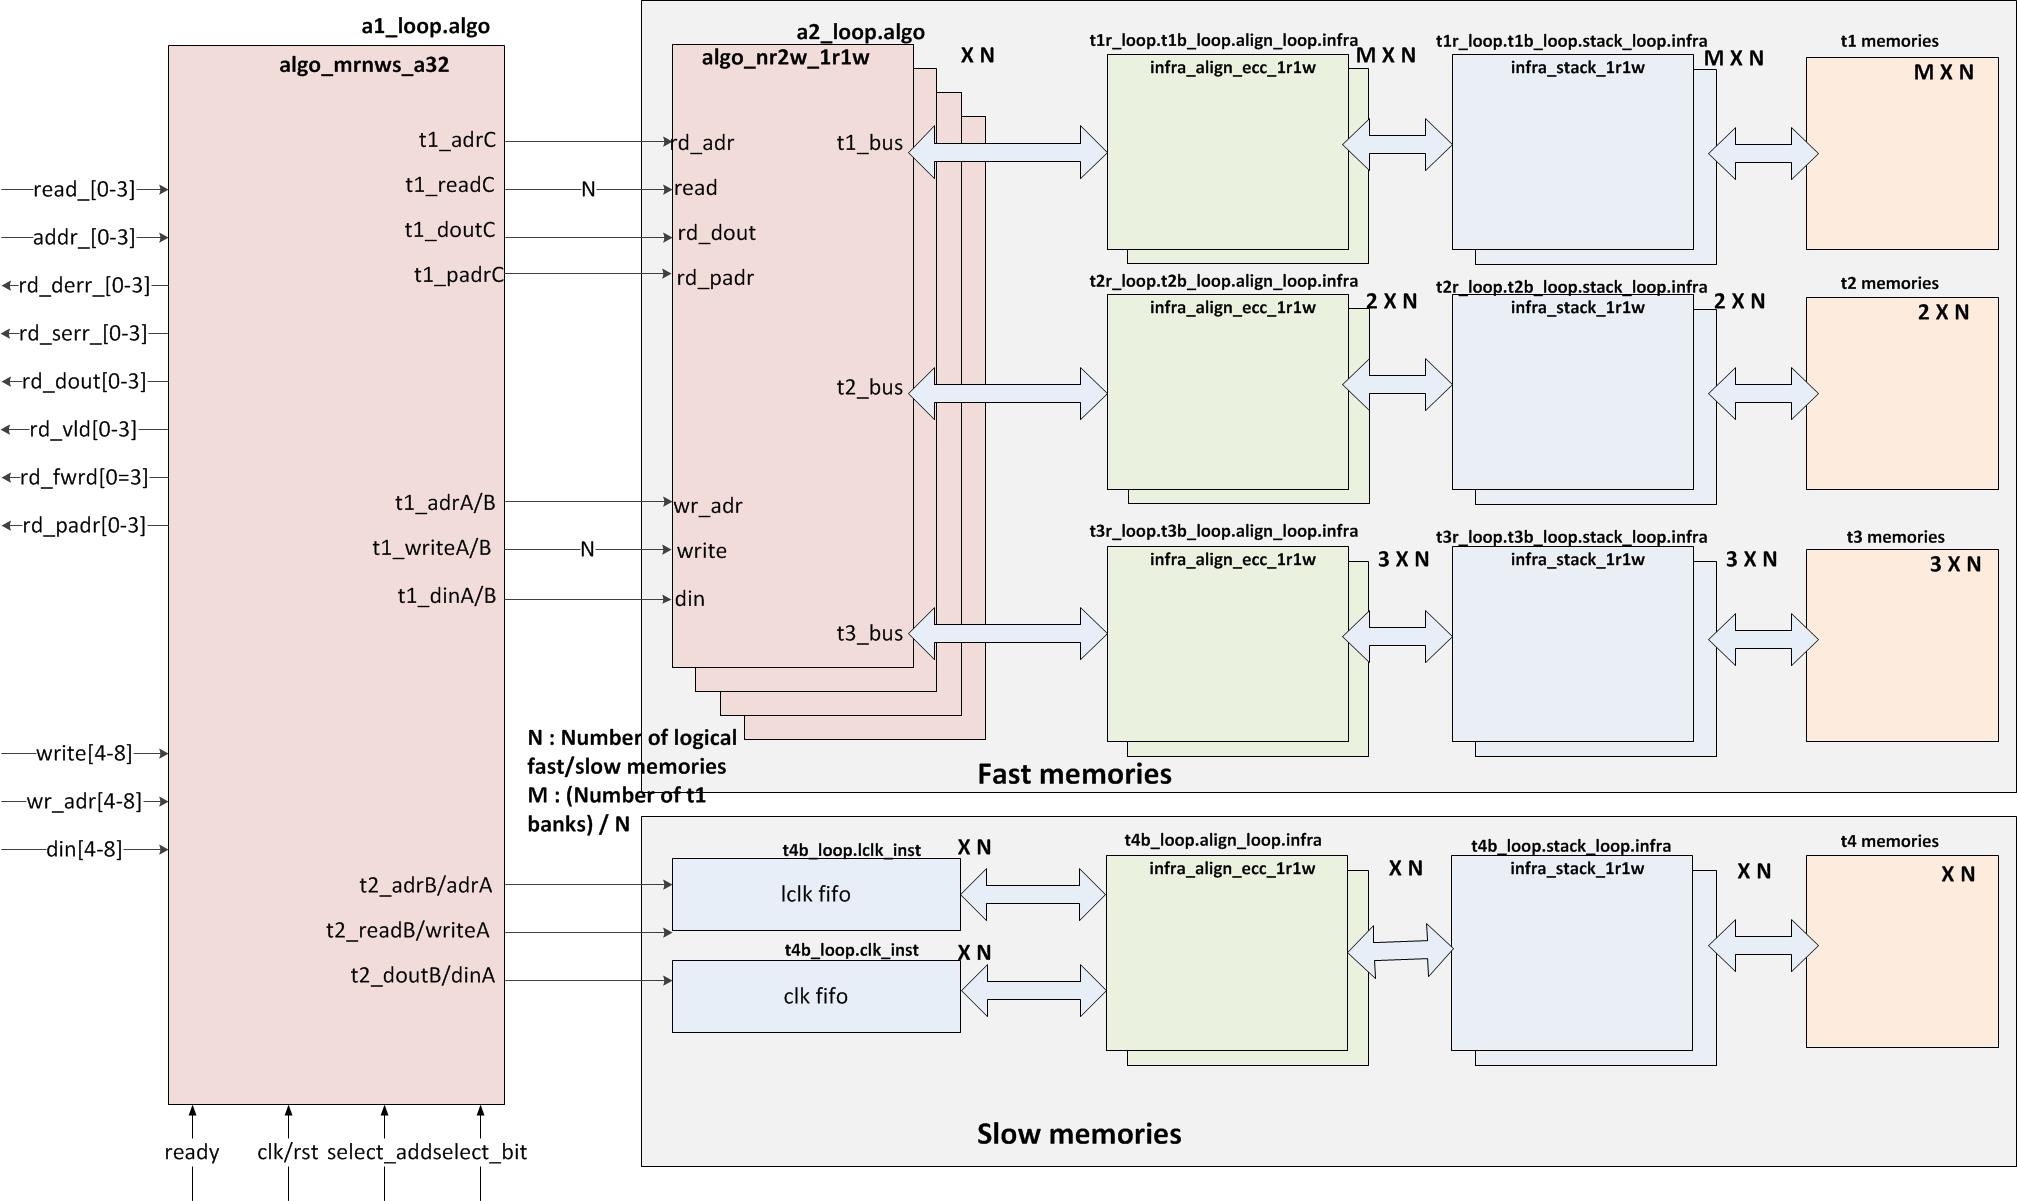 a1_loop.algo
algo_mrnws_a32
t1_adrC
t1_readC
t1_doutC
t1_padrC
read_[0-3]
addr_[0-3]
rd_derr_[0-3]
rd_serr_[0-3]
rd_dout[0-3]
rd_vld[0-3]
rd_fwrd[0=3]
rd_padr[0-3]
t1_adrA/B
t1_writeA/B
t1_dinA/B
write[4-8]
wr_adr[4-8]
din[4-8]
t2_adrB/adrA
t2_readB/writeA
t2_doutB/dinA
ready
clk/rst
select_add
select_bit
N
N
a2_loop.algo
algo_nr2w_1r1w
X N
rd_adr
read
rd_dout
rd_padr
wr_adr
write
din
t1_bus
t2_bus
t3_bus
t1r_loop.t1b_loop.align_loop.infra
infra_align_ecc_1r1w
M X N
t1r_loop.t1b_loop.stack_loop.infra
infra_stack_1r1w
M X N
t1 memories
M X N
t2r_loop.t2b_loop.align_loop.infra
infra_align_ecc_1r1w
2 X N
t2r_loop.t2b_loop.stack_loop.infra
infra_stack_1r1w
2 X N
t2 memories
2 X N
t3r_loop.t3b_loop.align_loop.infra
infra_align_ecc_1r1w
3 X N
t3r_loop.t3b_loop.stack_loop.infra
infra_stack_1r1w
3 X N
t3 memories
3 X N
N : Number of logical
fast/slow memories
M : (Number of t1
banks) / N
Fast memories
t4b_loop.lclk_inst
X N
lclk fifo
t4b_loop.clk_inst
X N
clk fifo
t4b_loop.align_loop.infra
infra_align_ecc_1r1w
X N
t4b_loop.stack_loop.infra
infra_stack_1r1w
X N
t4 memories
X N
Slow memories